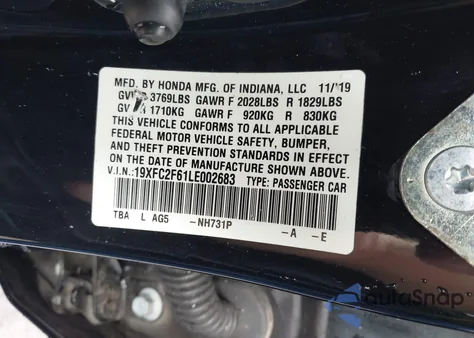 MFD. BY HONDA MFG. OF INDIANA, LLC 11/'19
3769LBS GAWR F 2028LBS R 1829LBS
1710KG GAWR F 920KG R 830KG
THIS VEHICLE CONFORMS TO ALL APPLICABLE
FEDERAL MOTOR VEHICLE SAFETY, BUMPER,
AND THEFT PREVENTION STANDARDS IN EFFECT
ON THE DATE OF MANUFACTURE SHOWN ABOVE.
V.I.N.:19XFC2F61LE002683 TYPE: PASSENGER CAR
TBA L AG5 -NH731P -A -E
AutoSnap